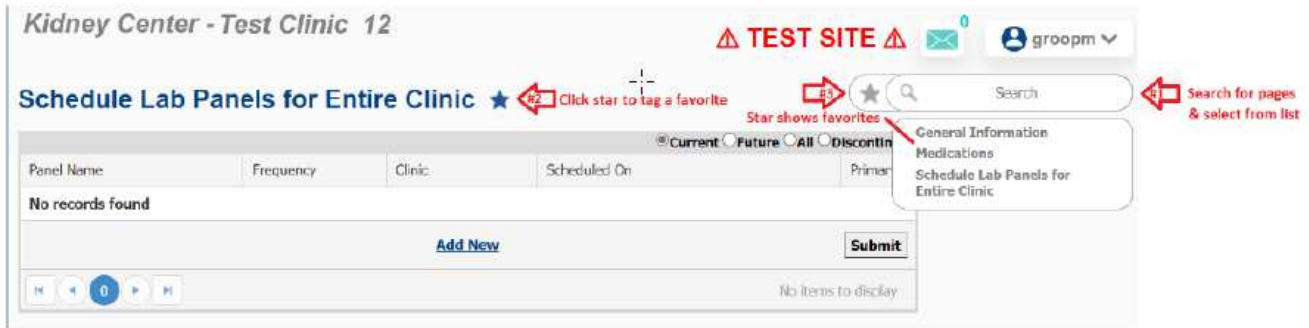 Kidney Center - Test Clinic 12
⚠ TEST SITE ⚠
0
groopm
Schedule Lab Panels for Entire Clinic
#2
Click star to tag a favorite
#3
Search
Search for pages
& select from list
Star shows favorites
General Information
Medications
Schedule Lab Panels for
Entire Clinic
Current Future All Discontin
Panel Name Frequency Clinic Scheduled On Primar
No records found
Add New Submit
0
No items to display